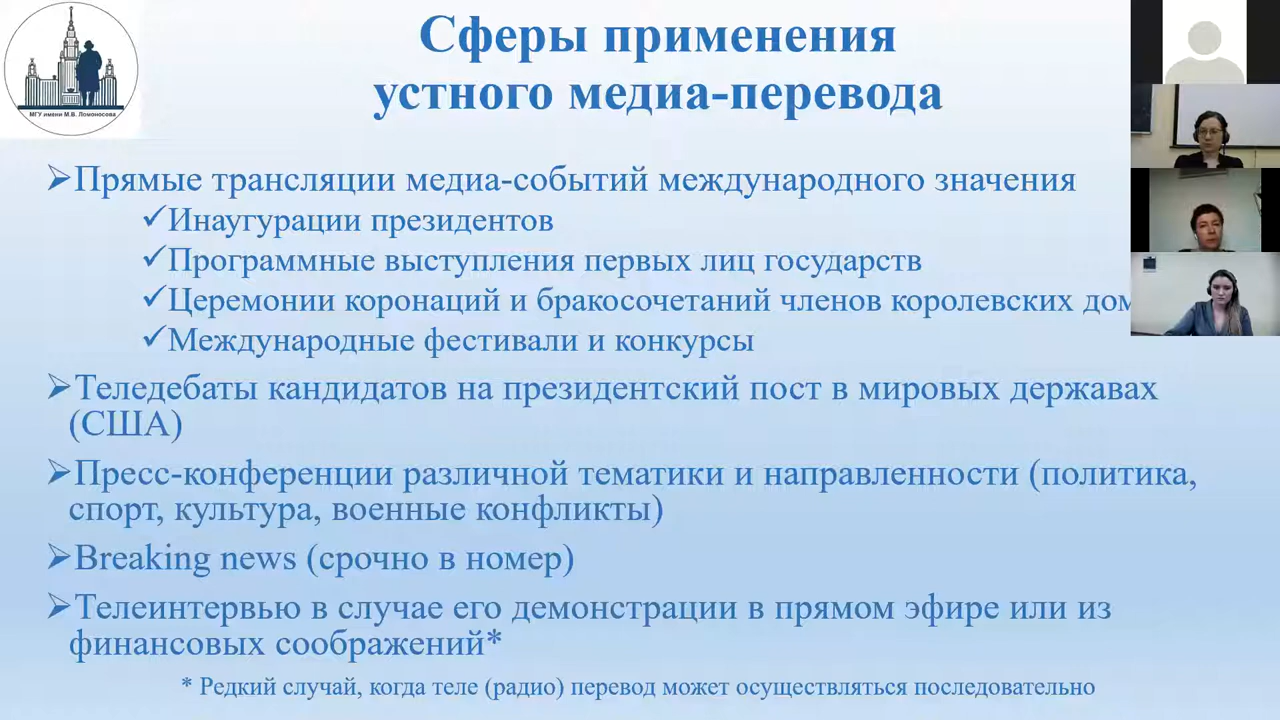 Сферы применения
устного медиа-перевода
МГУ имени М.В. Ломоносова
Прямые трансляции медиа-событий международного значения
Инаугурации президентов
Программные выступления первых лиц государств
Церемонии коронаций и бракосочетаний членов королевских
Международные фестивали и конкурсы
Теледебаты кандидатов на президентский пост в мировых державах
(США)
Пресс-конференции различной тематики и направленности (политика,
спорт, культура, военные конфликты)
Breaking news (срочно в номер)
Телеинтервью в случае его демонстрации в прямом эфире или из
финансовых соображений*
* Редкий случай, когда теле (радио) перевод может осуществляться последовательно